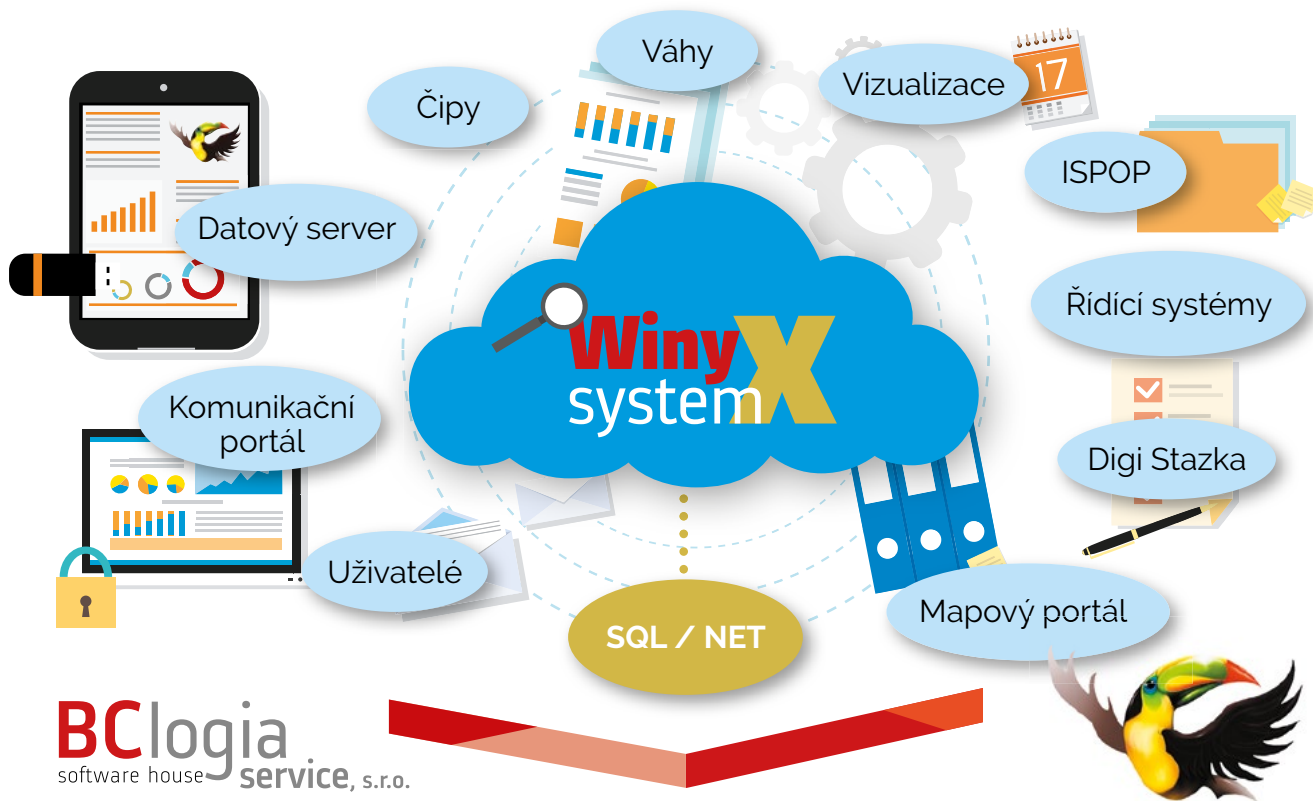 Váhy
Čipy
Vizualizace
17
ISPOP
Datový server
Řídící systémy
WinyX
system
Komunikační
portál
Digi Stazka
Uživatelé
Mapový portál
SQL / NET
BClogia
software house
service, s.r.o.